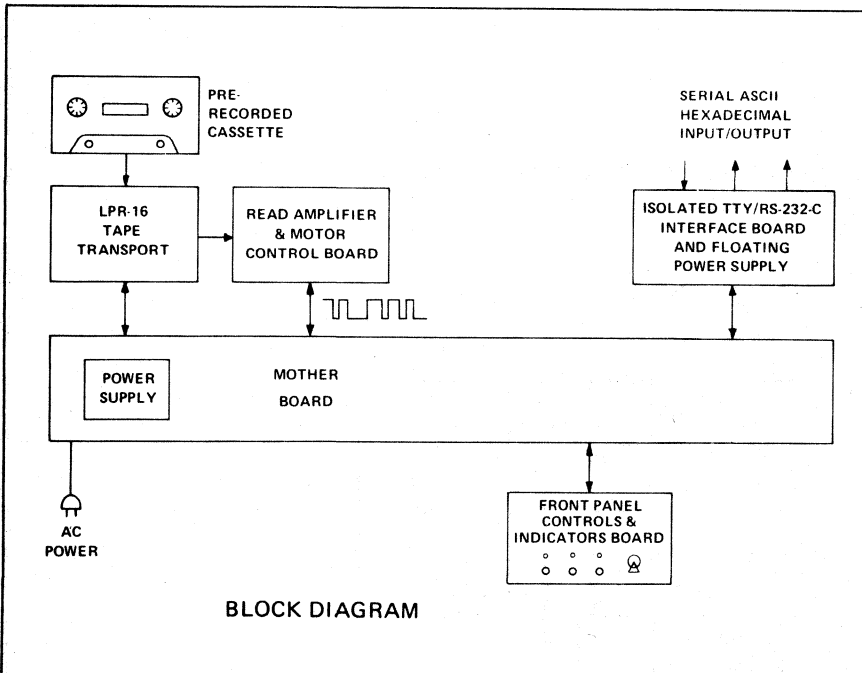 PRE-
RECORDED
CASSETTE
SERIAL ASCII
HEXADECIMAL
INPUT/OUTPUT
LPR-16
TAPE
TRANSPORT
READ AMPLIFIER
& MOTOR
CONTROL BOARD
ISOLATED TTY/RS-232-C
INTERFACE BOARD
AND FLOATING
POWER SUPPLY
POWER
SUPPLY
MOTHER
BOARD
AC
POWER
FRONT PANEL
CONTROLS &
INDICATORS BOARD
BLOCK DIAGRAM